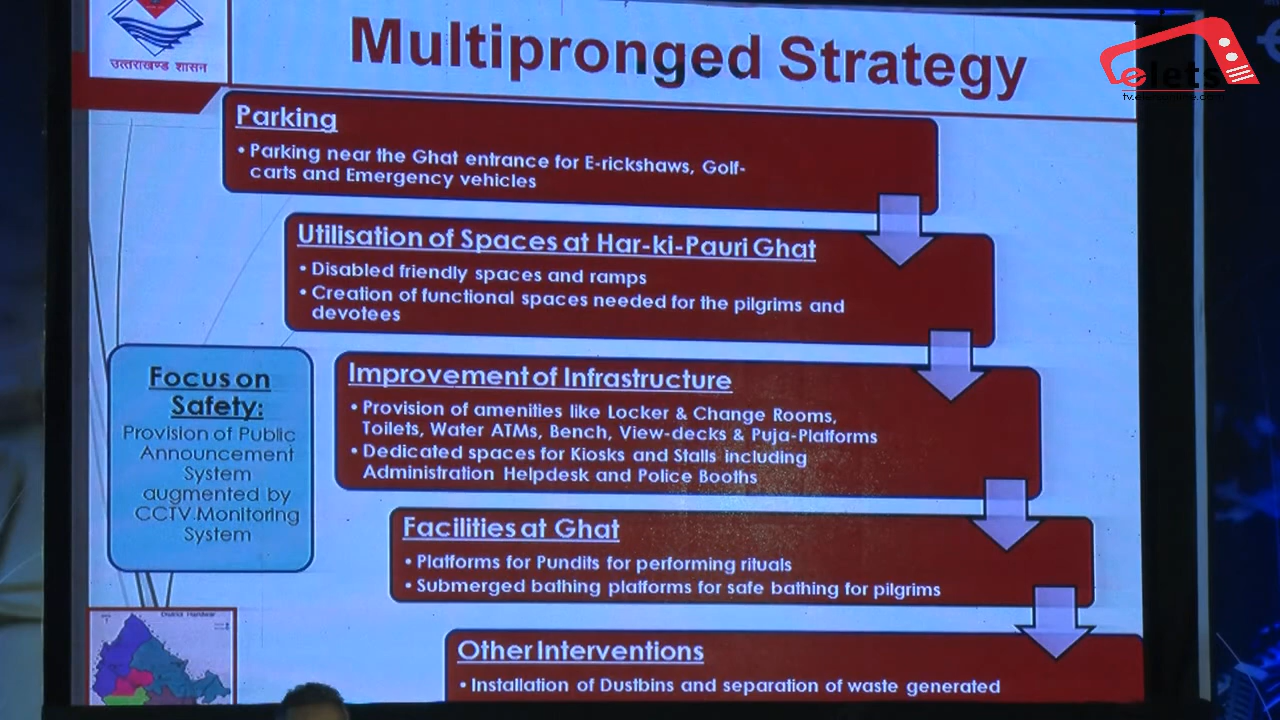 उत्तराखण्ड शासन
Multipronged Strategy
elets
Parking
• Parking near the Ghat entrance for E-rickshaws, Golf-
carts and Emergency vehicles
Utilisation of Spaces at Har-ki-Pauri Ghat
• Disabled friendly spaces and ramps
• Creation of functional spaces needed for the pilgrims and
devotees
Focus on
Safety:
Provision of Public
Announcement
System
augmented by
CCTV Monitoring
System
Improvement of Infrastructure
• Provision of amenities like Locker & Change Rooms,
Toilets, Water ATMs, Bench, View-decks & Puja-Platforms
• Dedicated spaces for Kiosks and Stalls including
Administration Helpdesk and Police Booths
Facilities at Ghat
• Platforms for Pundits for performing rituals
• Submerged bathing platforms for safe bathing for pilgrims
District Haridwar
Other Interventions
• Installation of Dustbins and separation of waste generated